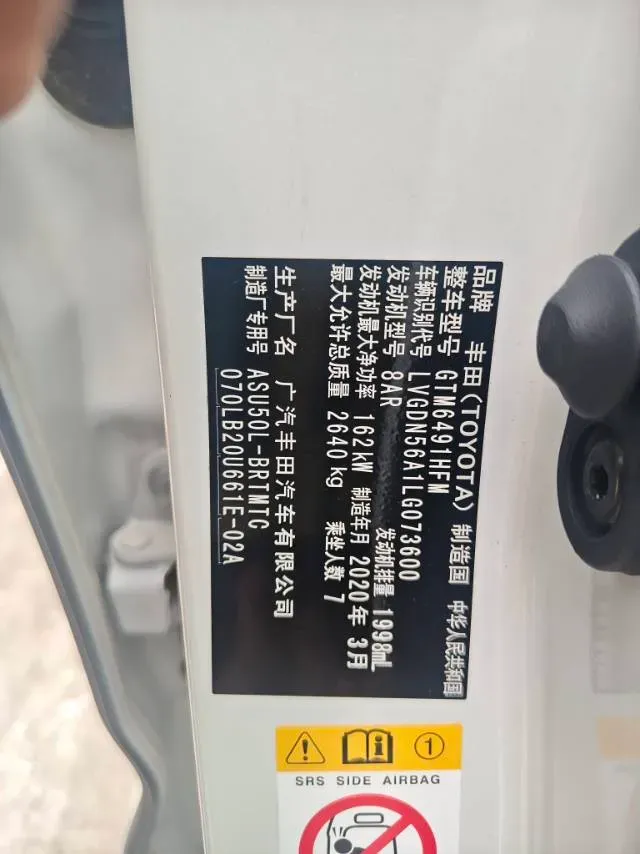 品牌 丰田(TOYOTA) 制造国 中华人民共和国
整车型号 GTM6491HFM
车辆识别代号 LVGDN56A1LG073600
发动机型号 8AR 发动机排量 1998mL
发动机最大净功率 162kW 制造年月 2020年 3月
最大允许总质量 2640kg 乘坐人数 7
生产厂名 广汽丰田汽车有限公司
制造厂专用号 ASU50L-BRTMTC
070LB20U661E-02A
1
SRS SIDE AIRBAG